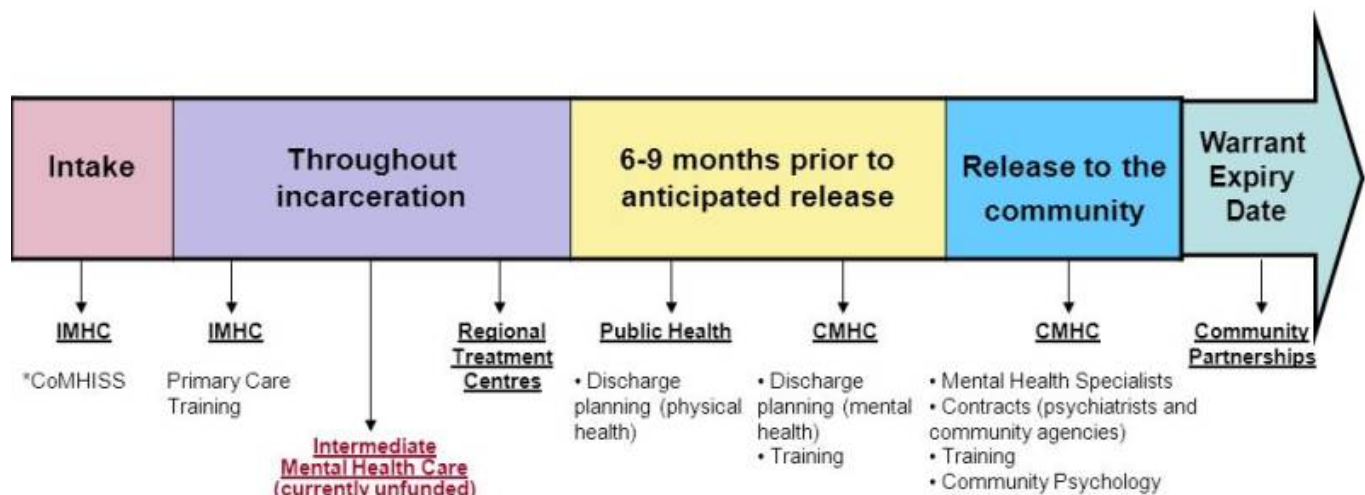 Intake
Throughout
incarceration
6-9 months prior to
anticipated release
Release to the
community
Warrant
Expiry
Date
IMHC
*CoMHISS
IMHC
Primary Care
Training
Intermediate
Mental Health Care
(currently unfunded)
Regional
Treatment
Centres
Public Health
• Discharge
planning (physical
health)
CMHC
• Discharge
planning (mental
health)
• Training
CMHC
• Mental Health Specialists
• Contracts (psychiatrists and
community agencies)
• Training
• Community Psychology
Community
Partnerships